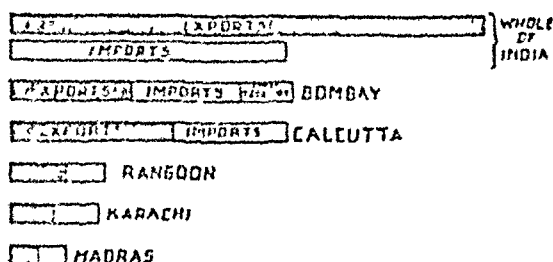 EXPORTS
WHOLE
OF
INDIA
IMPORTS
EXPORTS IMPORTS BOMBAY
EXPORTS IMPORTS CALCUTTA
RANGOON
KARACHI
MADRAS